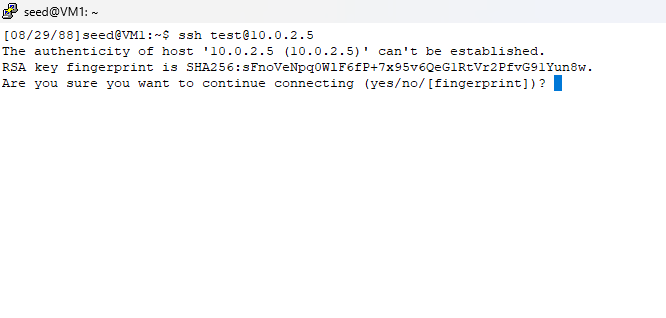 seed@VM1: ~
[08/29/88]seed@VM1:~$ ssh test@10.0.2.5
The authenticity of host '10.0.2.5 (10.0.2.5)' can't be established.
RSA key fingerprint is SHA256:sFnoVeNpq0WlF6fP+7x95v6QeGlRtVr2PfvG91Yun8w.
Are you sure you want to continue connecting (yes/no/[fingerprint])?